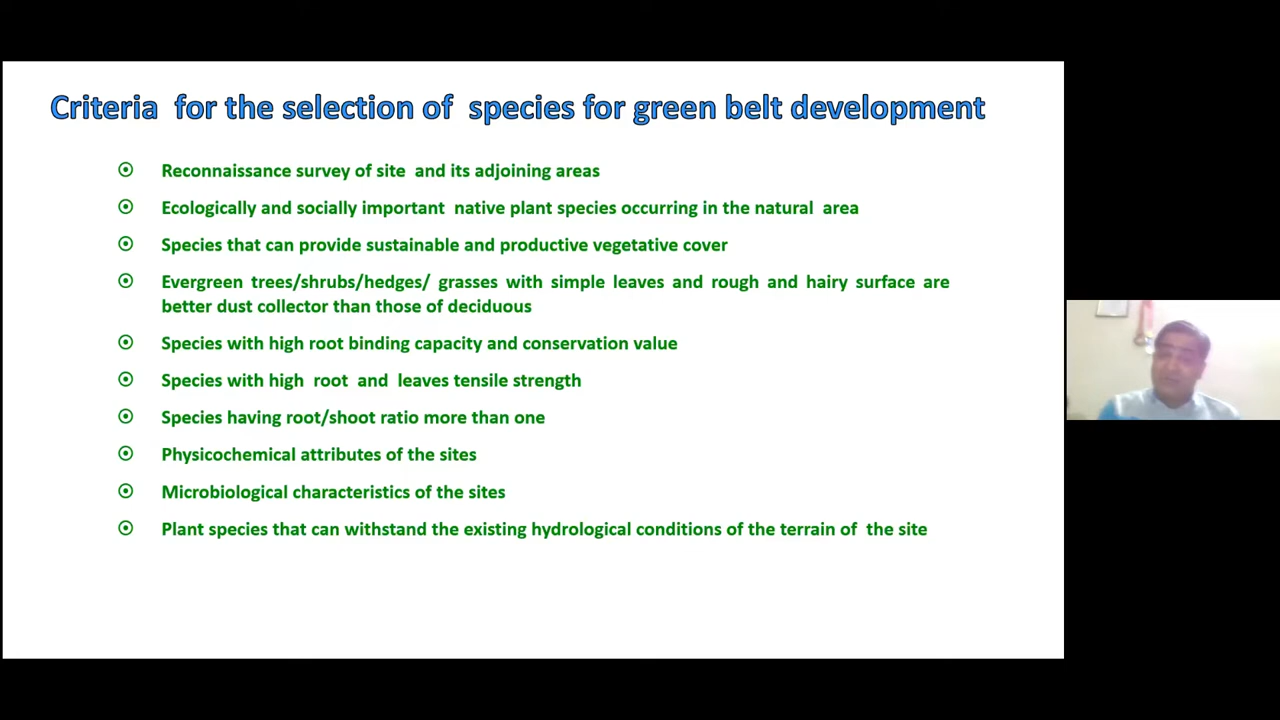 Criteria for the selection of species for green belt development
Reconnaissance survey of site and its adjoining areas
Ecologically and socially important native plant species occurring in the natural area
Species that can provide sustainable and productive vegetative cover
Evergreen trees/shrubs/hedges/ grasses with simple leaves and rough and hairy surface are
better dust collector than those of deciduous
Species with high root binding capacity and conservation value
Species with high root and leaves tensile strength
Species having root/shoot ratio more than one
Physicochemical attributes of the sites
Microbiological characteristics of the sites
Plant species that can withstand the existing hydrological conditions of the terrain of the site